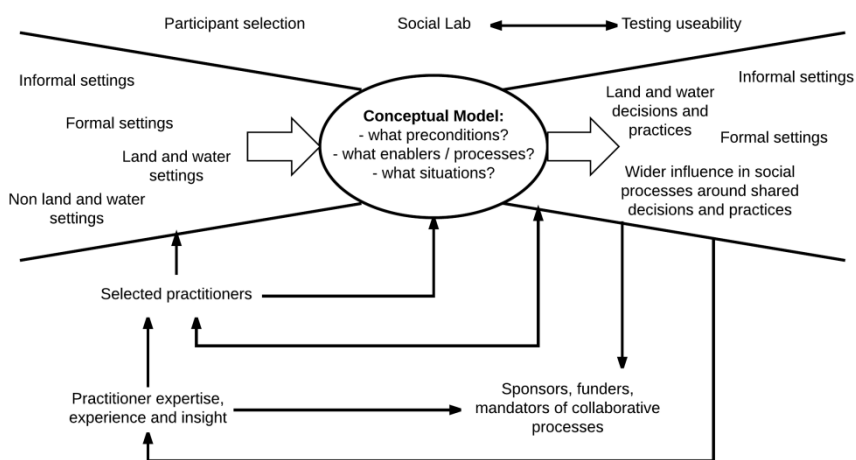 Participant selection
Social Lab
Testing useability
Informal settings
Formal settings
Land and water
settings
Non land and water
settings
Conceptual Model:
- what preconditions?
- what enablers / processes?
- what situations?
Land and water
decisions and
practices
Informal settings
Formal settings
Wider influence in social
processes around shared
decisions and practices
Selected practitioners
Practitioner expertise,
experience and insight
Sponsors, funders,
mandators of collaborative
processes